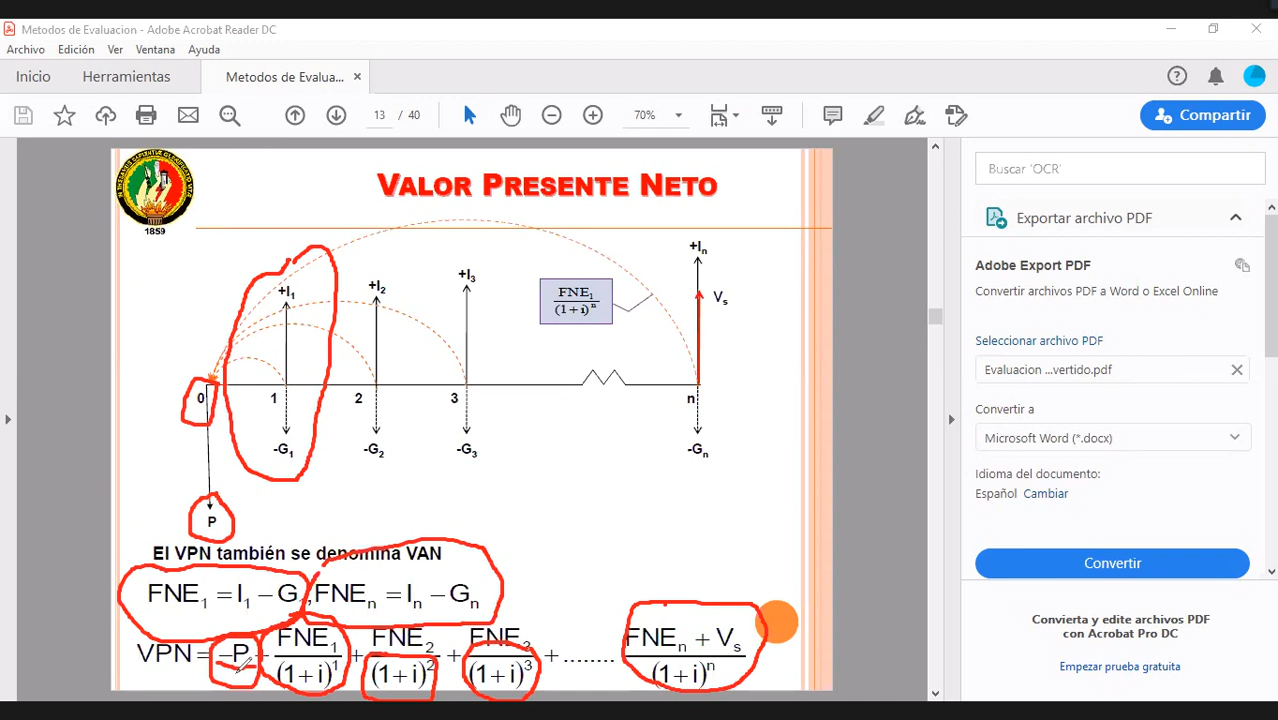 Metodos de Evaluacion - Adobe Acrobat Reader DC
Archivo Edición Ver Ventana Ayuda
Inicio Herramientas Metodos de Evalua... ×
13 / 40 70% Compartir
1859
VALOR PRESENTE NETO
+I1 +I2 +I3 +In
FNE1
(1+i)^n
Vs
0 1 2 3 n
-G1 -G2 -G3 -Gn
P
El VPN también se denomina VAN
FNE1 = I1 − G1, FNEn = In − Gn
VPN = −P + FNE1/(1+i)^1 + FNE2/(1+i)^2 + FNE3/(1+i)^3 + ........ FNEn + Vs/(1+i)^n
Buscar 'OCR'
Exportar archivo PDF
Adobe Export PDF
Convertir archivos PDF a Word o Excel Online
Seleccionar archivo PDF
Evaluacion ...vertido.pdf
Convertir a
Microsoft Word (*.docx)
Idioma del documento:
Español Cambiar
Convertir
Convierta y edite archivos PDF
con Acrobat Pro DC
Empezar prueba gratuita